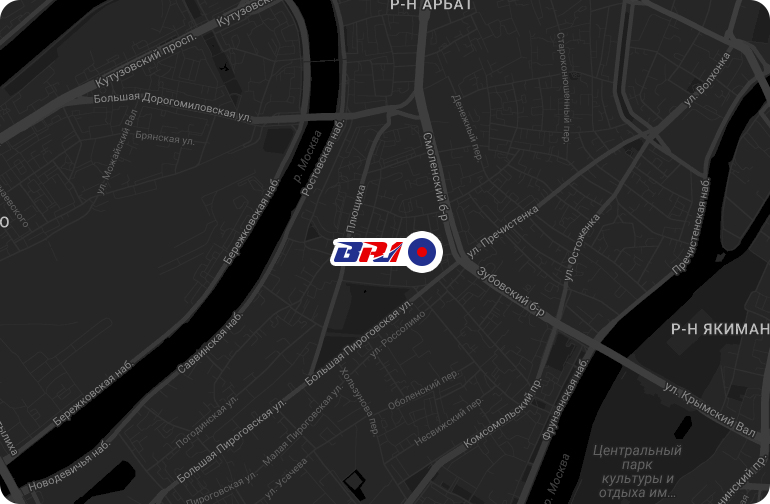 Р-Н АРБАТ
Кутузовск
Кутузовский просп.
Большая Дорогомиловская ул.
Староконюшенный пер.
ул. Волхонка
Денежный пер.
Брянская ул.
ул. Можайский Вал
р. Москва
Ростовская наб.
Смоленский б-р
Плющиха
Бережковская наб.
ул. Пречистенка
ул. Остоженка
Пречистенская наб.
О
Зубовский б-р
Саввинская наб.
Большая Пироговская ул.
ул. Россолимо
Р-Н ЯКИМАН
Бережковская наб.
Хользунова пер.
Оболенский пер.
Погодинская ул.
Малая Пироговская ул.
Несвижский пер.
Комсомольский пр.
Фрунзенская наб.
ул. Крымский Вал
Большая Пироговская ул.
Новодевичья наб.
Пироговская ул.
ул. Усачева
р. Москва
Центральный
парк
культуры и
отдыха им...